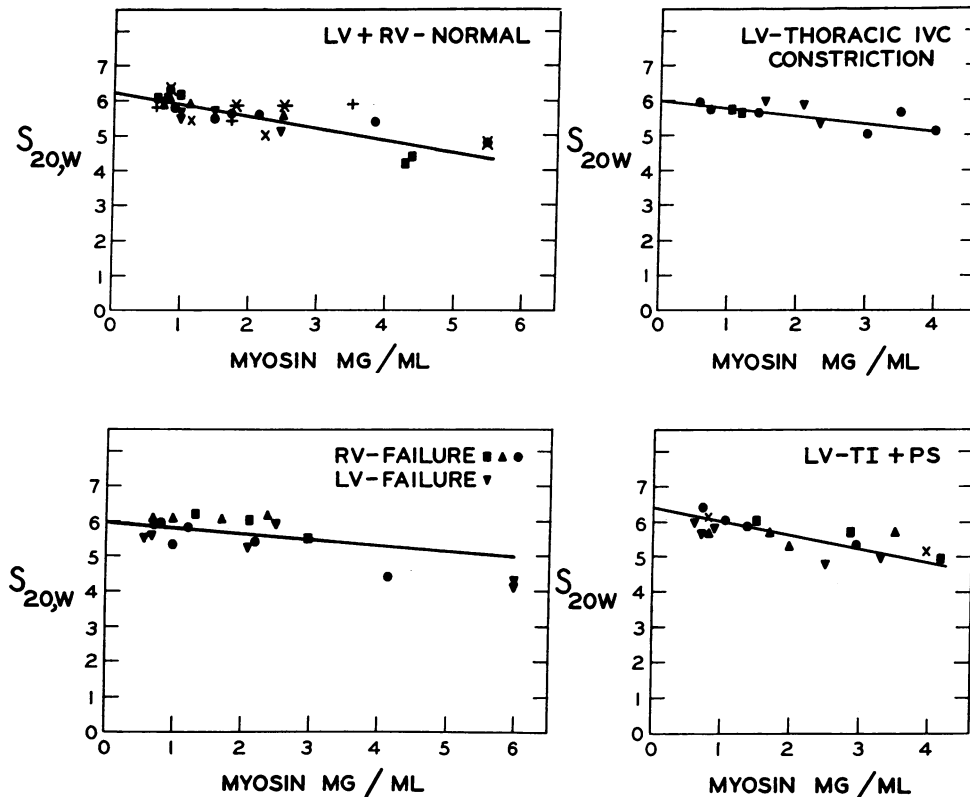 LV + RV - NORMAL
7
6
5
4
3
2
1
0
S20,W
0 1 2 3 4 5 6
MYOSIN MG / ML
LV-THORACIC IVC
CONSTRICTION
7
6
5
4
3
2
1
0
S20W
0 1 2 3 4
MYOSIN MG / ML
RV-FAILURE ■ ▲ ●
LV-FAILURE ▼
7
6
5
4
3
2
1
0
S20,W
0 1 2 3 4 5 6
MYOSIN MG / ML
LV-TI + PS
7
6
5
4
3
2
1
0
S20W
0 1 2 3 4
MYOSIN MG / ML